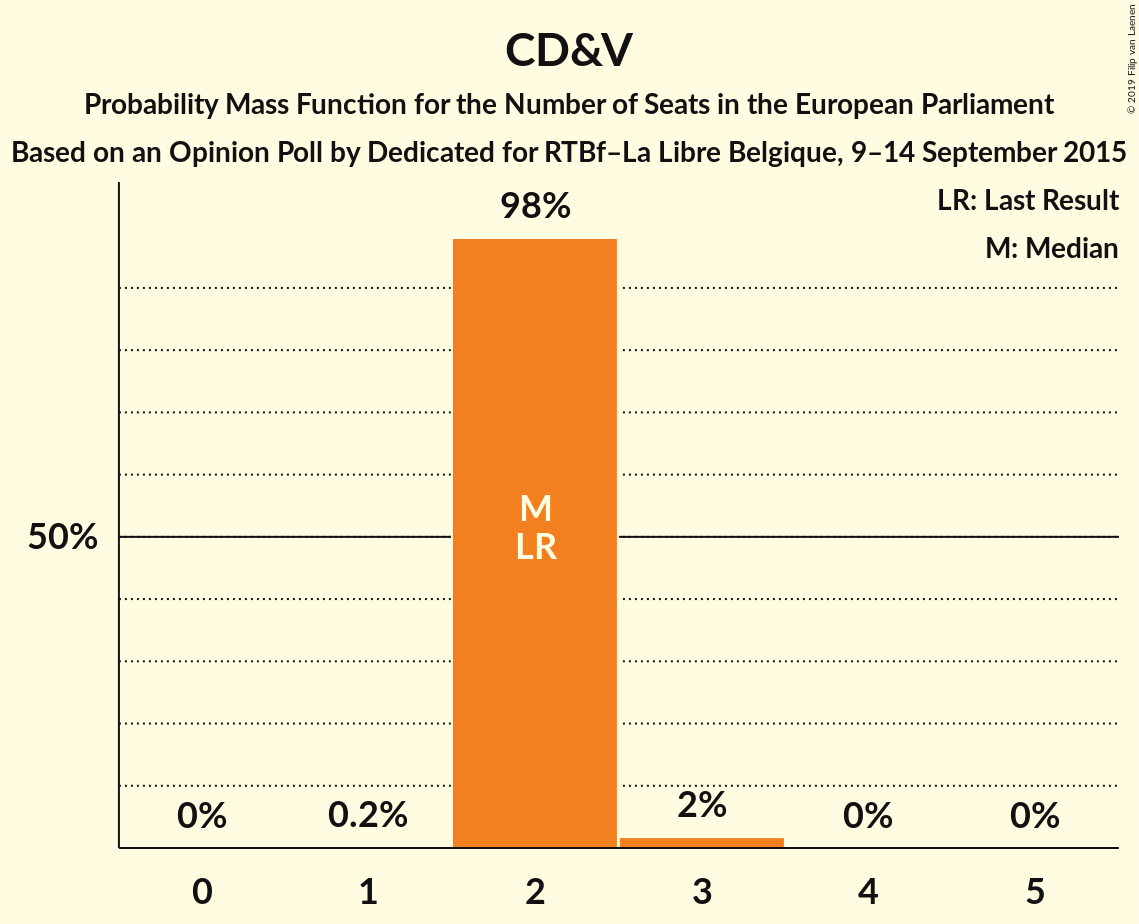 CD&V
Probability Mass Function for the Number of Seats in the European Parliament
Based on an Opinion Poll by Dedicated for RTBf–La Libre Belgique, 9–14 September 2015
© 2019 Filip van Laenen
LR: Last Result
M: Median
98%
50%
M
LR
0%
0.2%
2%
0%
0%
0
1
2
3
4
5